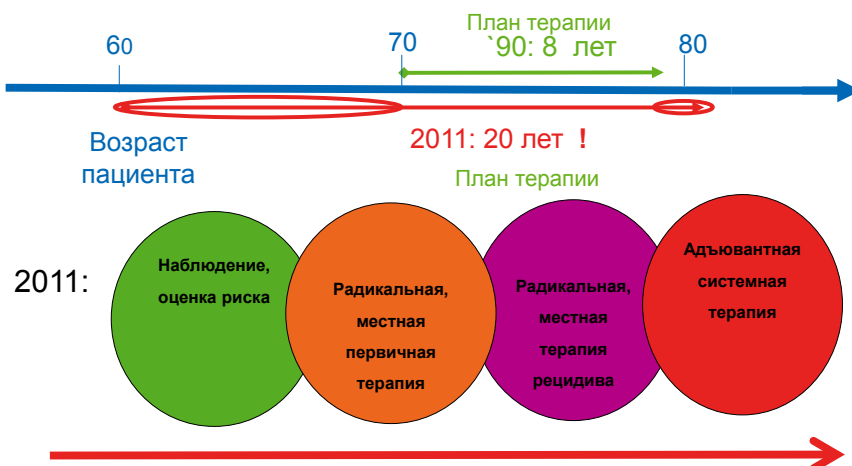 План терапии
60
70
`90: 8 лет
80
Возраст
пациента
2011: 20 лет !
План терапии
2011:
Наблюдение,
оценка риска
Радикальная,
местная
первичная
терапия
Радикальная,
местная
терапия
рецидива
Адъювантная
системная
терапия